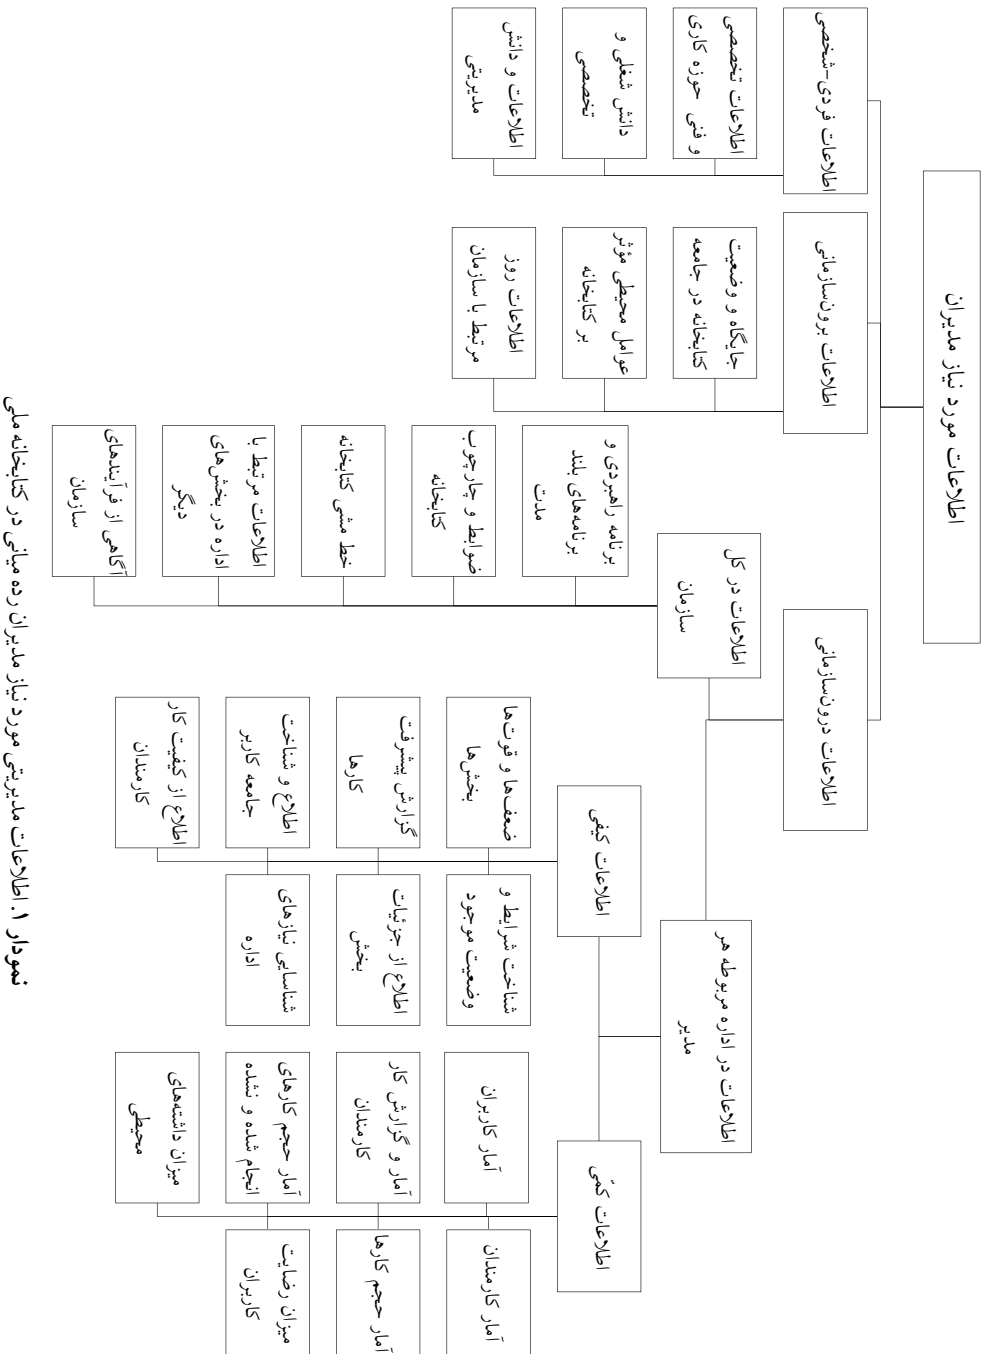 اطلاعات مورد نیاز مدیران
اطلاعات فردی-شخصی
اطلاعات تخصصی
و فنی حوزه کاری
دانش شغلی و
تخصصی
اطلاعات و دانش
مدیریتی
اطلاعات برون‌سازمانی
جایگاه و وضعیت
کتابخانه در جامعه
عوامل محیطی مؤثر
بر کتابخانه
اطلاعات روز
مرتبط با سازمان
اطلاعات درون‌سازمانی
اطلاعات در کل
سازمان
برنامه راهبردی و
برنامه‌های بلند
مدت
ضوابط و چارچوب
کتابخانه
خط مشی کتابخانه
اطلاعات مرتبط با
اداره در بخش‌های
دیگر
آگاهی از فرآیندهای
سازمان
اطلاعات در اداره مربوطه هر
مدیر
اطلاعات کیفی
ضعف‌ها و قوت‌ها
بخش‌ها
شناخت شرایط و
وضعیت موجود
گزارش پیشرفت
کارها
اطلاع از جزئیات
بخش
اطلاع و شناخت
جامعه کاربر
شناسایی نیازهای
اداره
اطلاع از کیفیت کار
کارمندان
اطلاعات کمّی
آمار کاربران
آمار کارمندان
آمار و گزارش کار
کارمندان
آمار حجم کارها
آمار حجم کارهای
انجام شده و نشده
میزان رضایت
کاربران
میزان داشته‌های
محیطی
نمودار ۱. اطلاعات مدیریتی مورد نیاز مدیران رده میانی در کتابخانه ملی